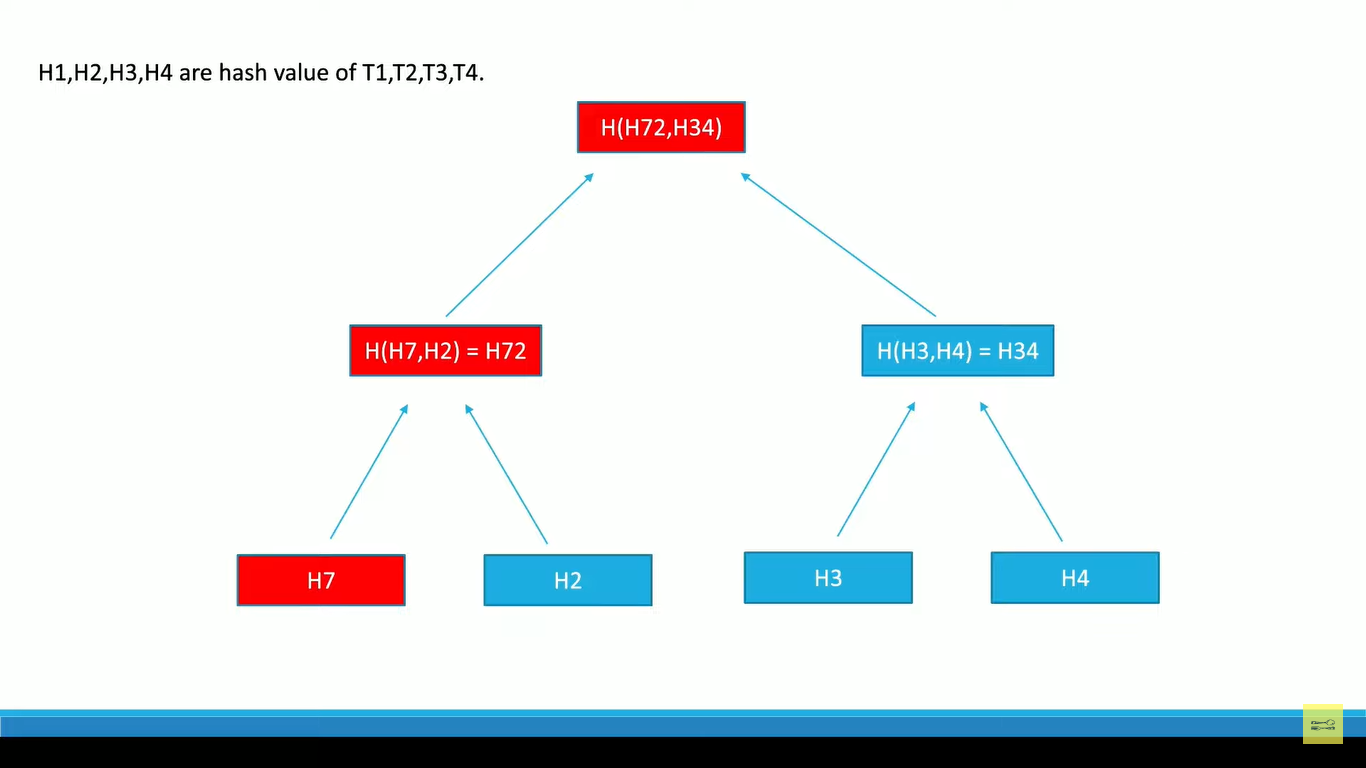 H1,H2,H3,H4 are hash value of T1,T2,T3,T4.
H(H72,H34)
H(H7,H2) = H72
H(H3,H4) = H34
H7
H2
H3
H4